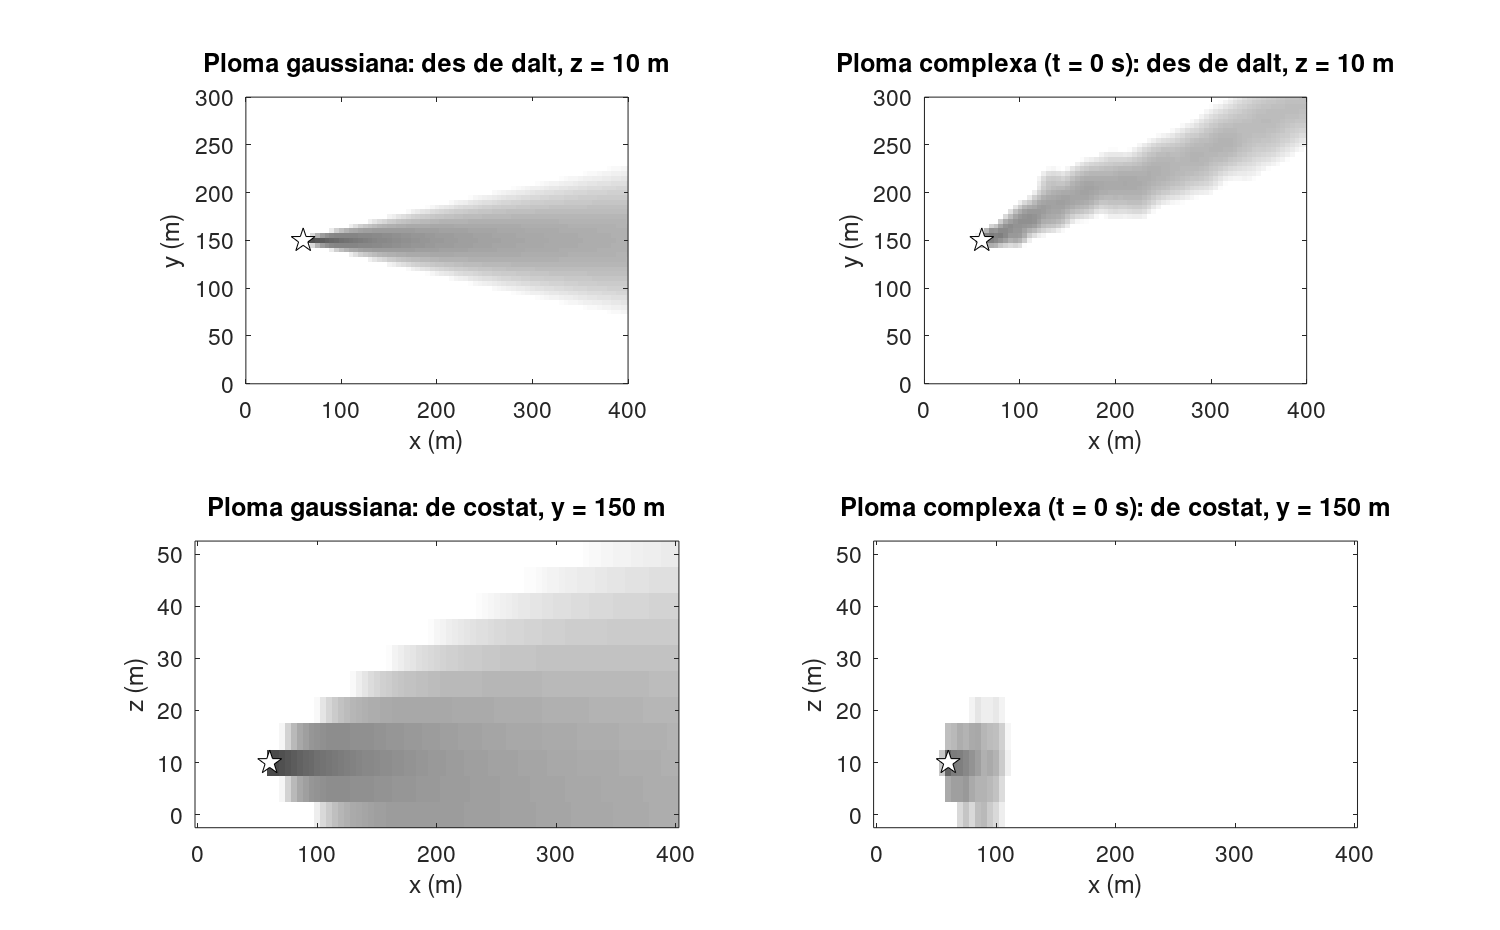 Ploma gaussiana: des de dalt, z = 10 m
300
250
200
150
100
50
0
y (m)
0 100 200 300 400
x (m)
Ploma complexa (t = 0 s): des de dalt, z = 10 m
300
250
200
150
100
50
0
y (m)
0 100 200 300 400
x (m)
Ploma gaussiana: de costat, y = 150 m
50
40
30
20
10
0
z (m)
0 100 200 300 400
x (m)
Ploma complexa (t = 0 s): de costat, y = 150 m
50
40
30
20
10
0
z (m)
0 100 200 300 400
x (m)